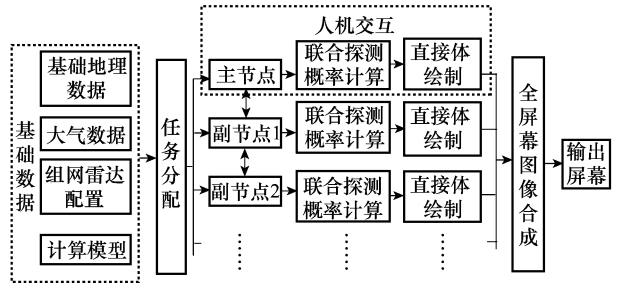 人机交互
基础数据
基础地理
数据
大气数据
组网雷达
配置
计算模型
任务分配
主节点
联合探测
概率计算
直接体
绘制
副节点1
联合探测
概率计算
直接体
绘制
副节点2
联合探测
概率计算
直接体
绘制
全屏幕图像合成
输出
屏幕